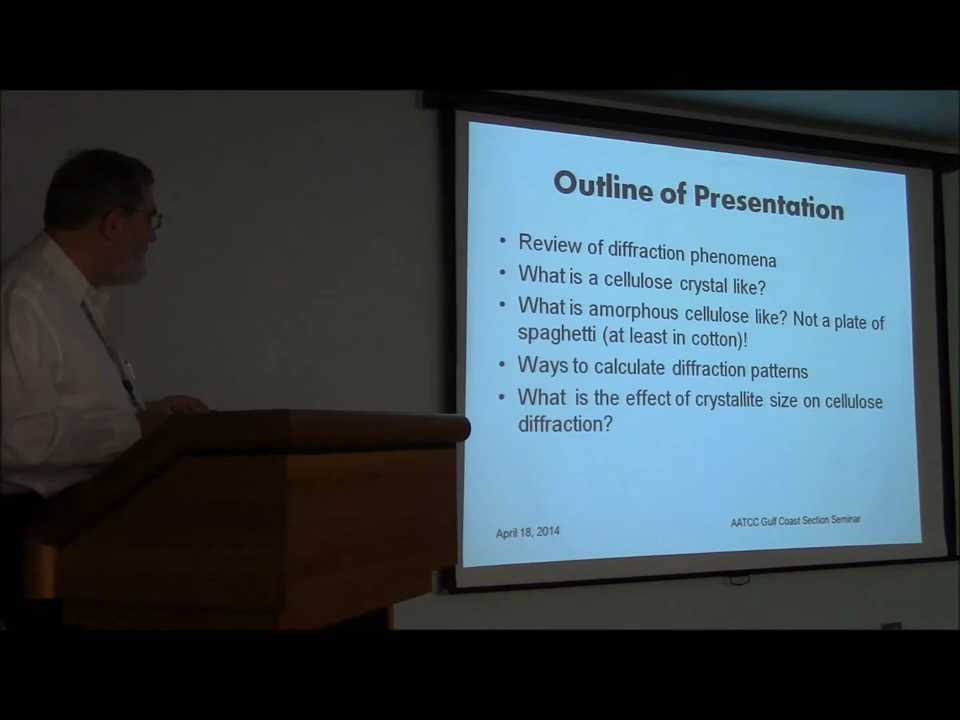 Outline of Presentation
• Review of diffraction phenomena
• What is a cellulose crystal like?
• What is amorphous cellulose like? Not a plate of
spaghetti (at least in cotton)!
• Ways to calculate diffraction patterns
• What is the effect of crystallite size on cellulose
diffraction?
April 18, 2014
AATCC Gulf Coast Section Seminar